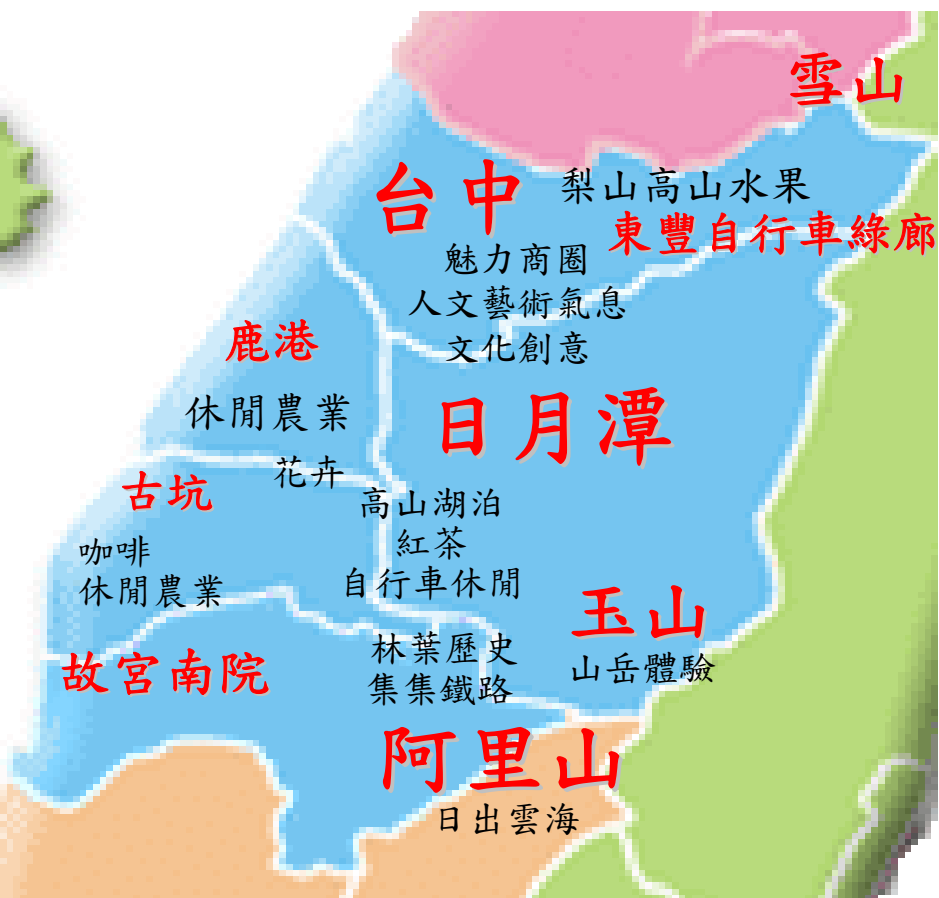 雪山
台中
梨山高山水果
東豐自行車綠廊
魅力商圈
人文藝術氣息
文化創意
鹿港
休閒農業
花卉
日月潭
高山湖泊
紅茶
自行車休閒
古坑
咖啡
休閒農業
玉山
山岳體驗
林葉歷史
集集鐵路
故宮南院
阿里山
日出雲海